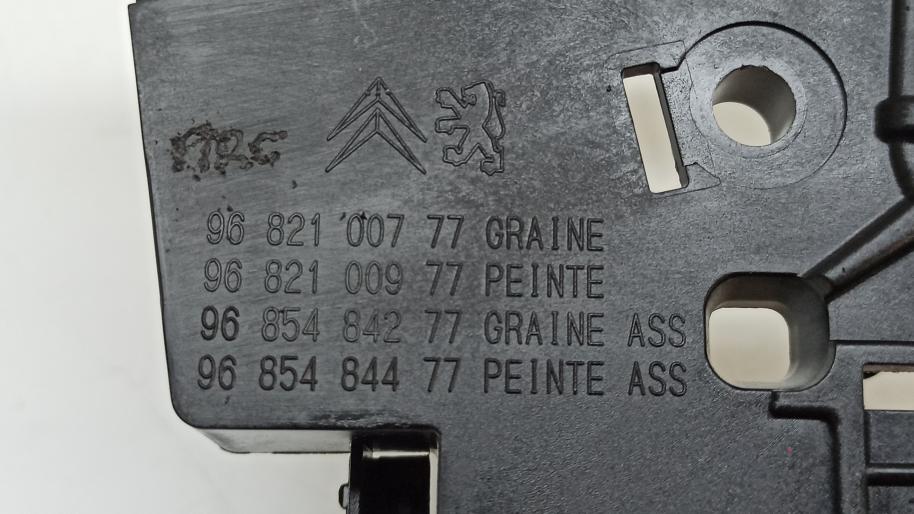 96 821 007 77 GRAINE
96 821 009 77 PEINTE
96 854 842 77 GRAINE ASS
96 854 844 77 PEINTE ASS